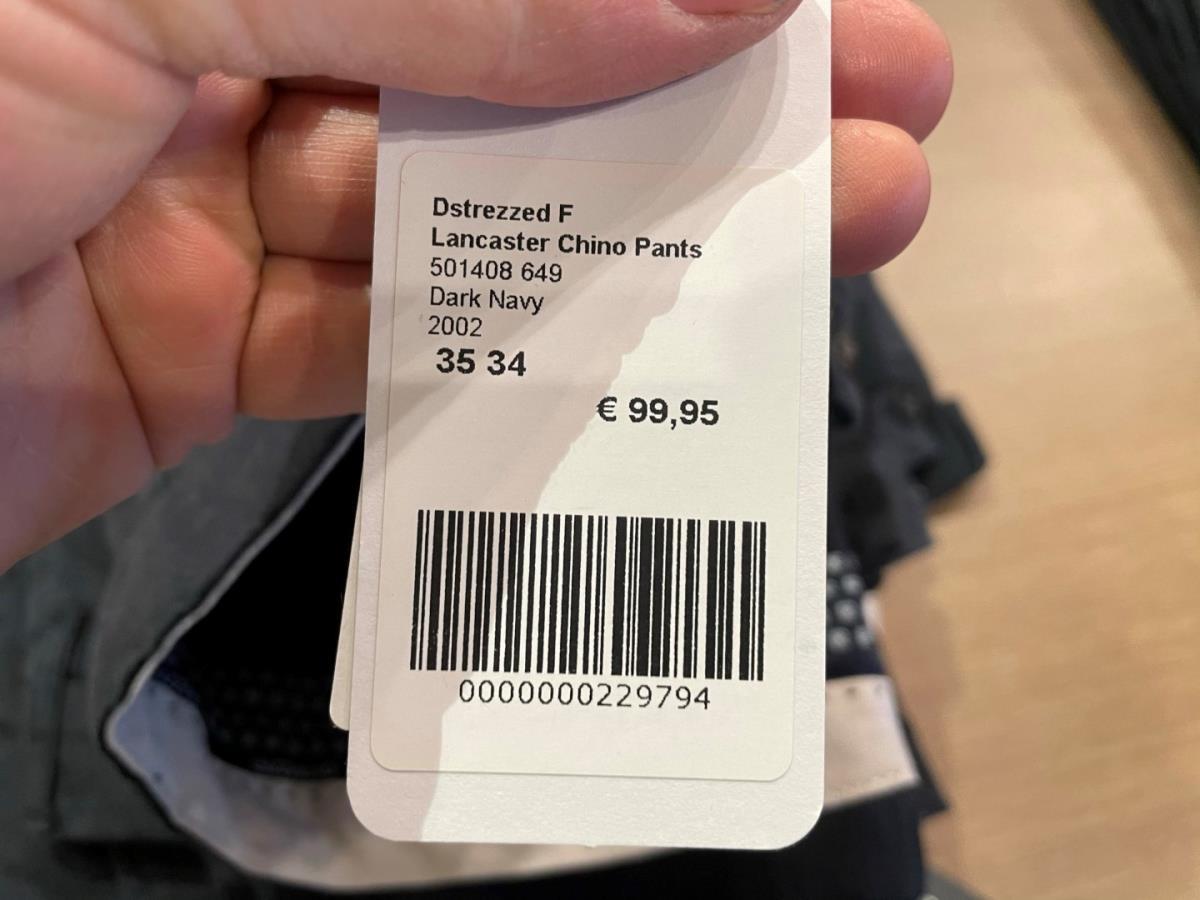 Dstrezzed F
Lancaster Chino Pants
501408 649
Dark Navy
2002
35 34
€ 99,95
0000000229794